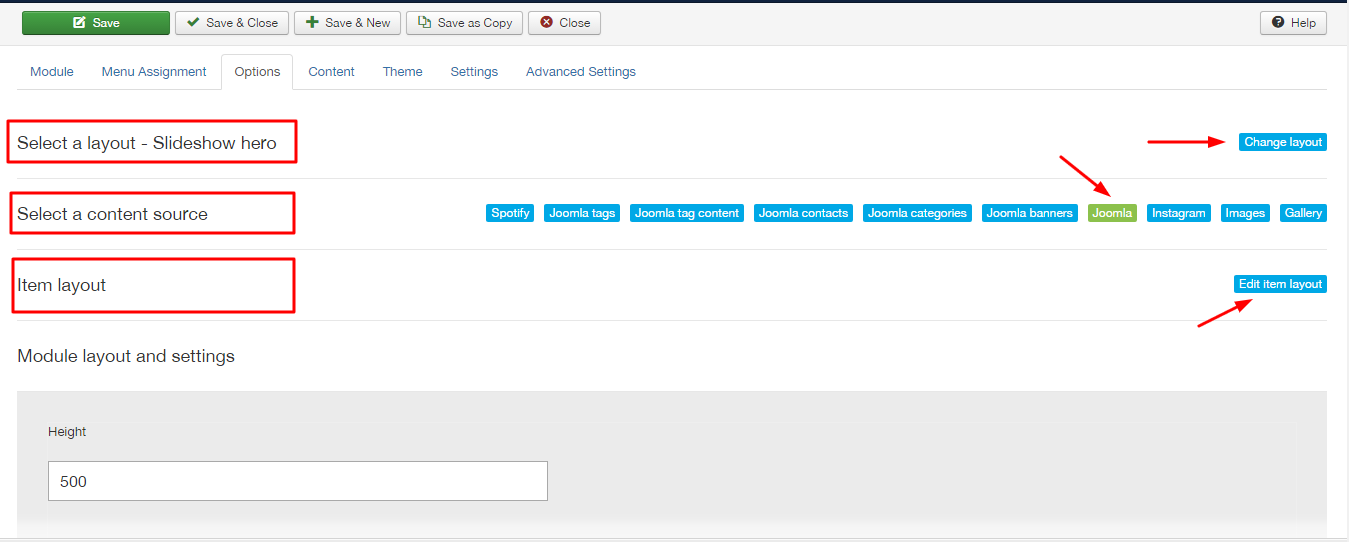 Save Save & Close Save & New Save as Copy Close Help
Module Menu Assignment Options Content Theme Settings Advanced Settings
Select a layout - Slideshow hero Change layout
Select a content source Spotify Joomla tags Joomla tag content Joomla contacts Joomla categories Joomla banners Joomla Instagram Images Gallery
Item layout Edit item layout
Module layout and settings
Height
500